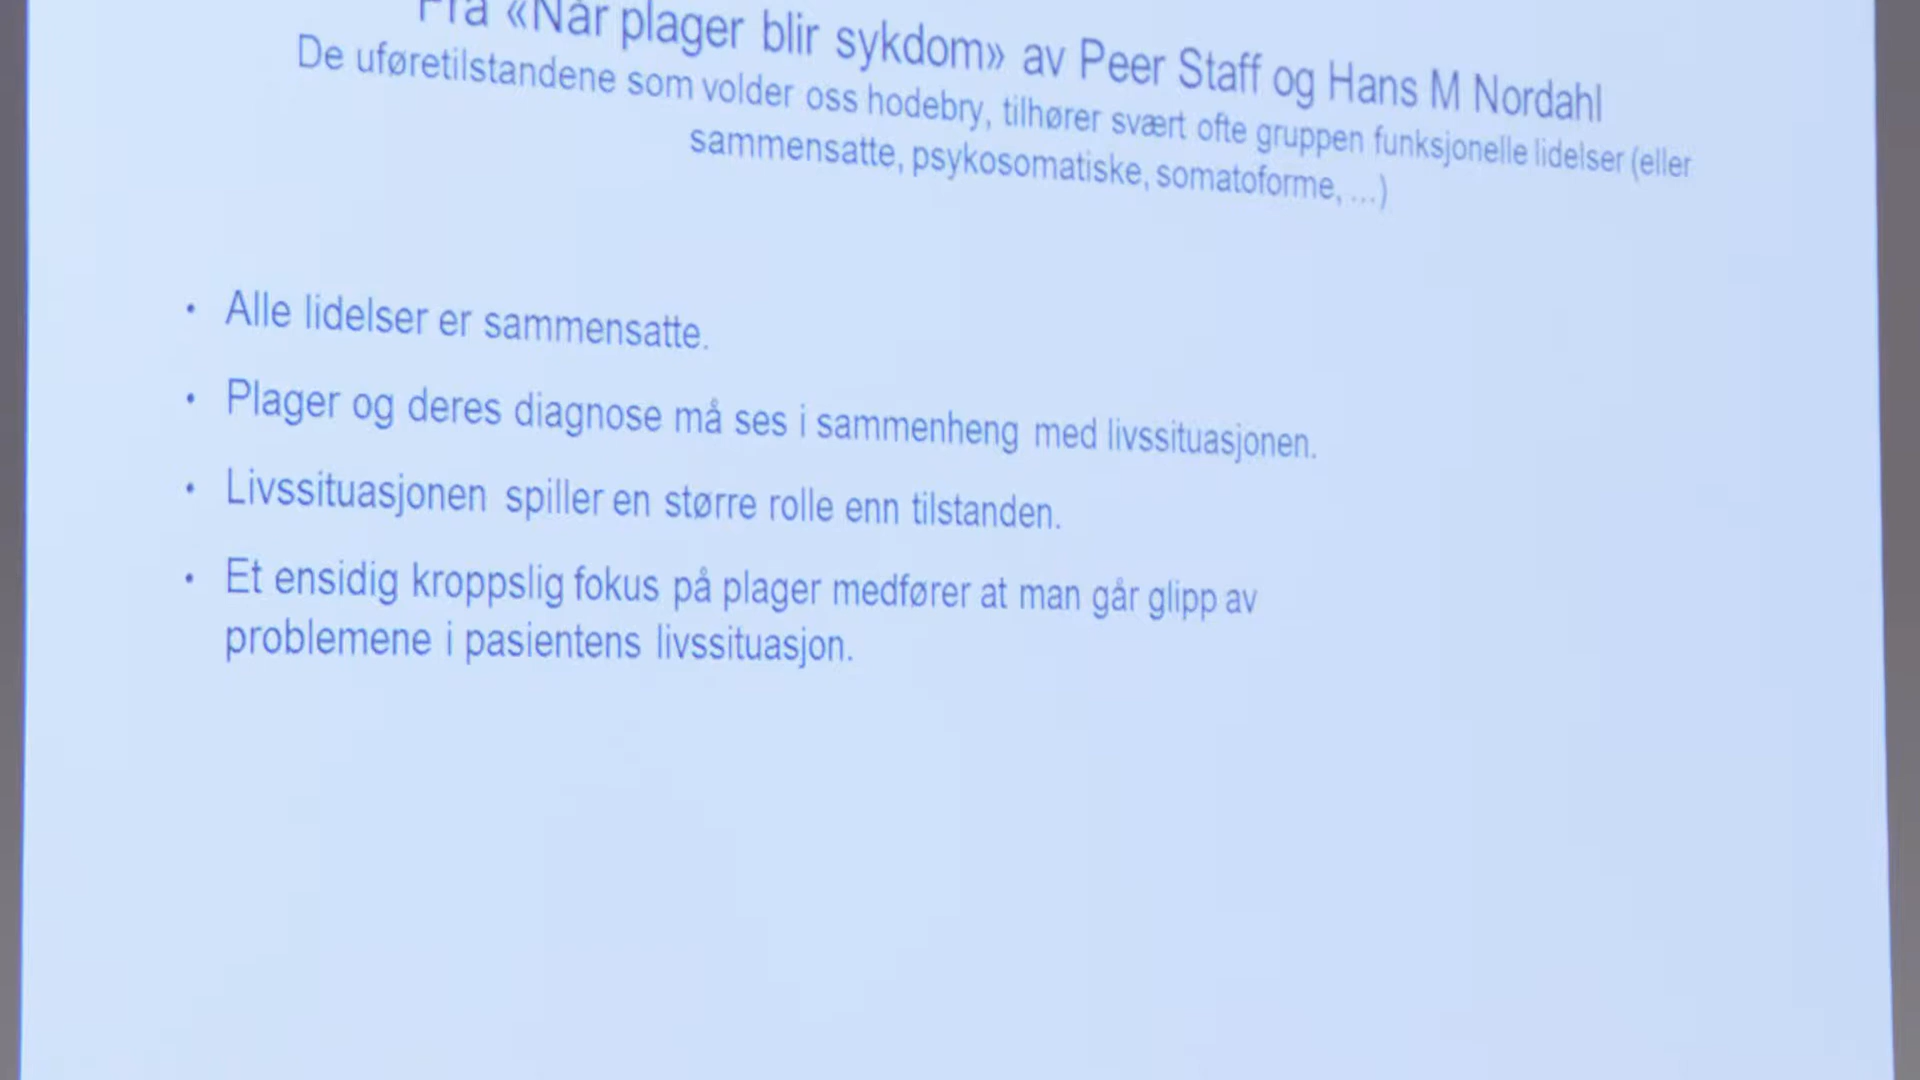 Fra «Når plager blir sykdom» av Peer Staff og Hans M Nordahl
De uføretilstandene som volder oss hodebry, tilhører svært ofte gruppen funksjonelle lidelser (eller
sammensatte, psykosomatiske, somatoforme, ...)
• Alle lidelser er sammensatte.
• Plager og deres diagnose må ses i sammenheng med livssituasjonen.
• Livssituasjonen spiller en større rolle enn tilstanden.
• Et ensidig kroppslig fokus på plager medfører at man går glipp av
problemene i pasientens livssituasjon.